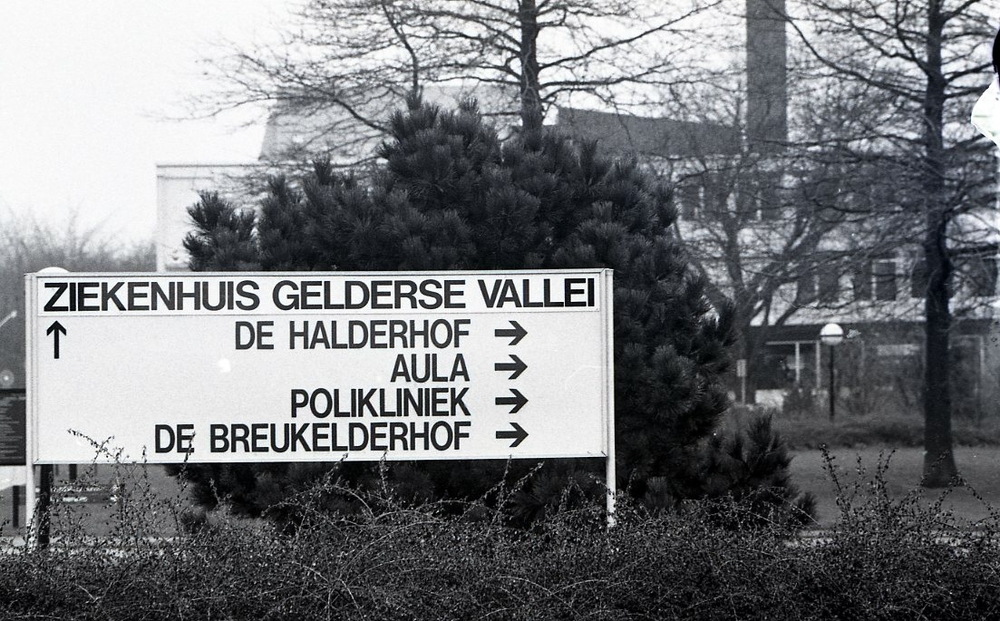 ZIEKENHUIS GELDERSE VALLEI
↑
DE HALDERHOF →
AULA →
POLIKLINIEK →
DE BREUKELDERHOF →